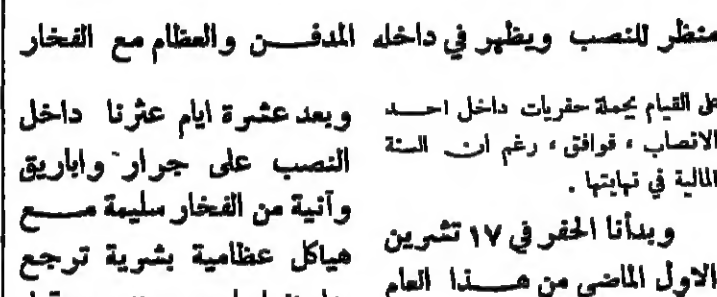 منظر للنصب ويظهر في داخله المدفن والعظام مع الفخار
على القيام بحملة حفريات داخل احد
الانصاب ، فوافق ، رغم ان السنة
المالية في نهايتها .
وبدأنا الحفر في ١٧ تشرين
الاول الماضي من هذا العام
وبعد عشرة ايام عثرنا داخل
النصب على جرار واباريق
وآنية من الفخار سليمة مع
هياكل عظامية بشرية ترجع